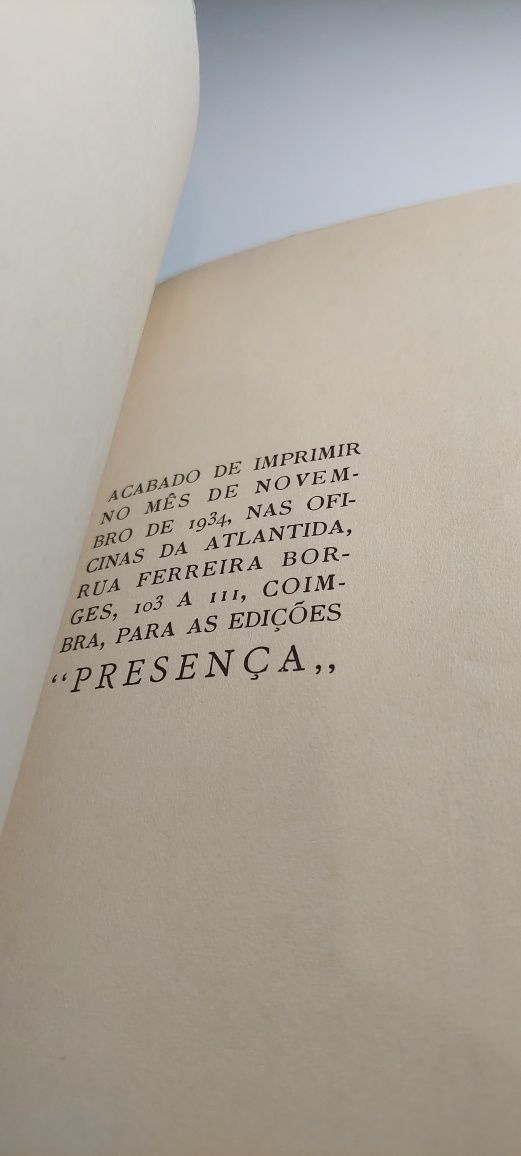 ACABADO DE IMPRIMIR
NO MÊS DE NOVEM-
BRO DE 1934, NAS OFI-
CINAS DA ATLANTIDA,
RUA FERREIRA BOR-
GES, 103 A 111, COIM-
BRA, PARA AS EDIÇÕES
“PRESENÇA„